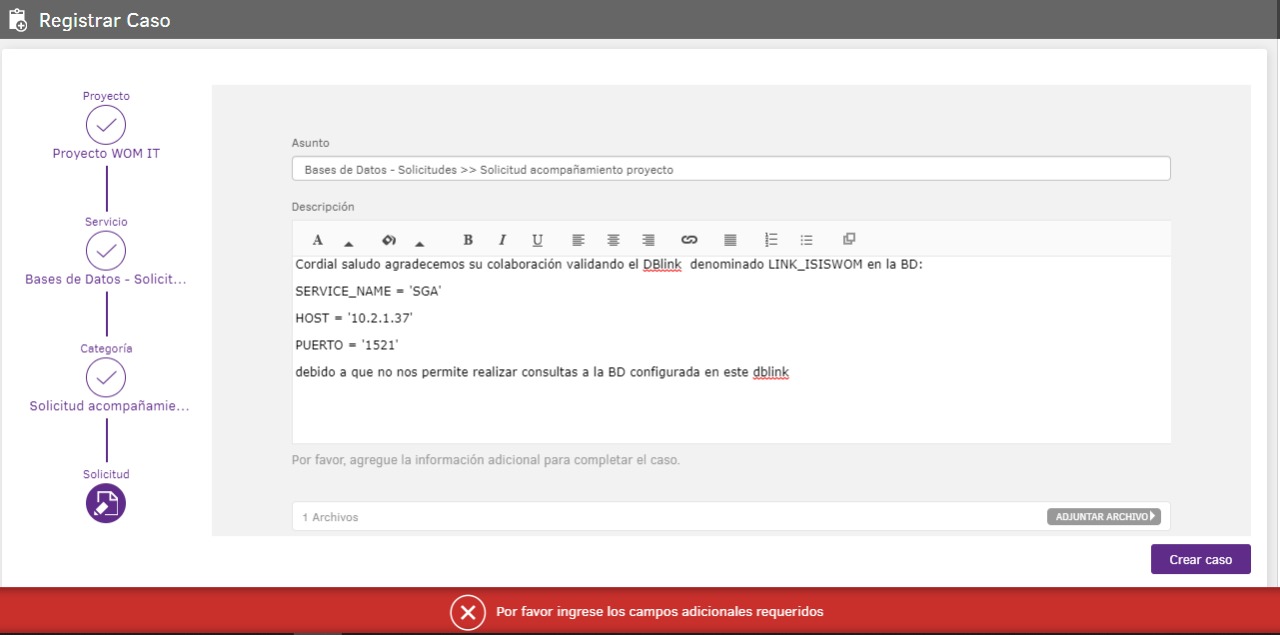 Registrar Caso
Proyecto
Proyecto WOM IT
Servicio
Bases de Datos - Solicit...
Categoría
Solicitud acompañamie...
Solicitud
Asunto
Bases de Datos - Solicitudes >> Solicitud acompañamiento proyecto
Descripción
A B I U
Cordial saludo agradecemos su colaboración validando el DBlink denominado LINK_ISISWOM en la BD:
SERVICE_NAME = 'SGA'
HOST = '10.2.1.37'
PUERTO = '1521'
debido a que no nos permite realizar consultas a la BD configurada en este dblink
Por favor, agregue la información adicional para completar el caso.
1 Archivos
ADJUNTAR ARCHIVO
Crear caso
Por favor ingrese los campos adicionales requeridos